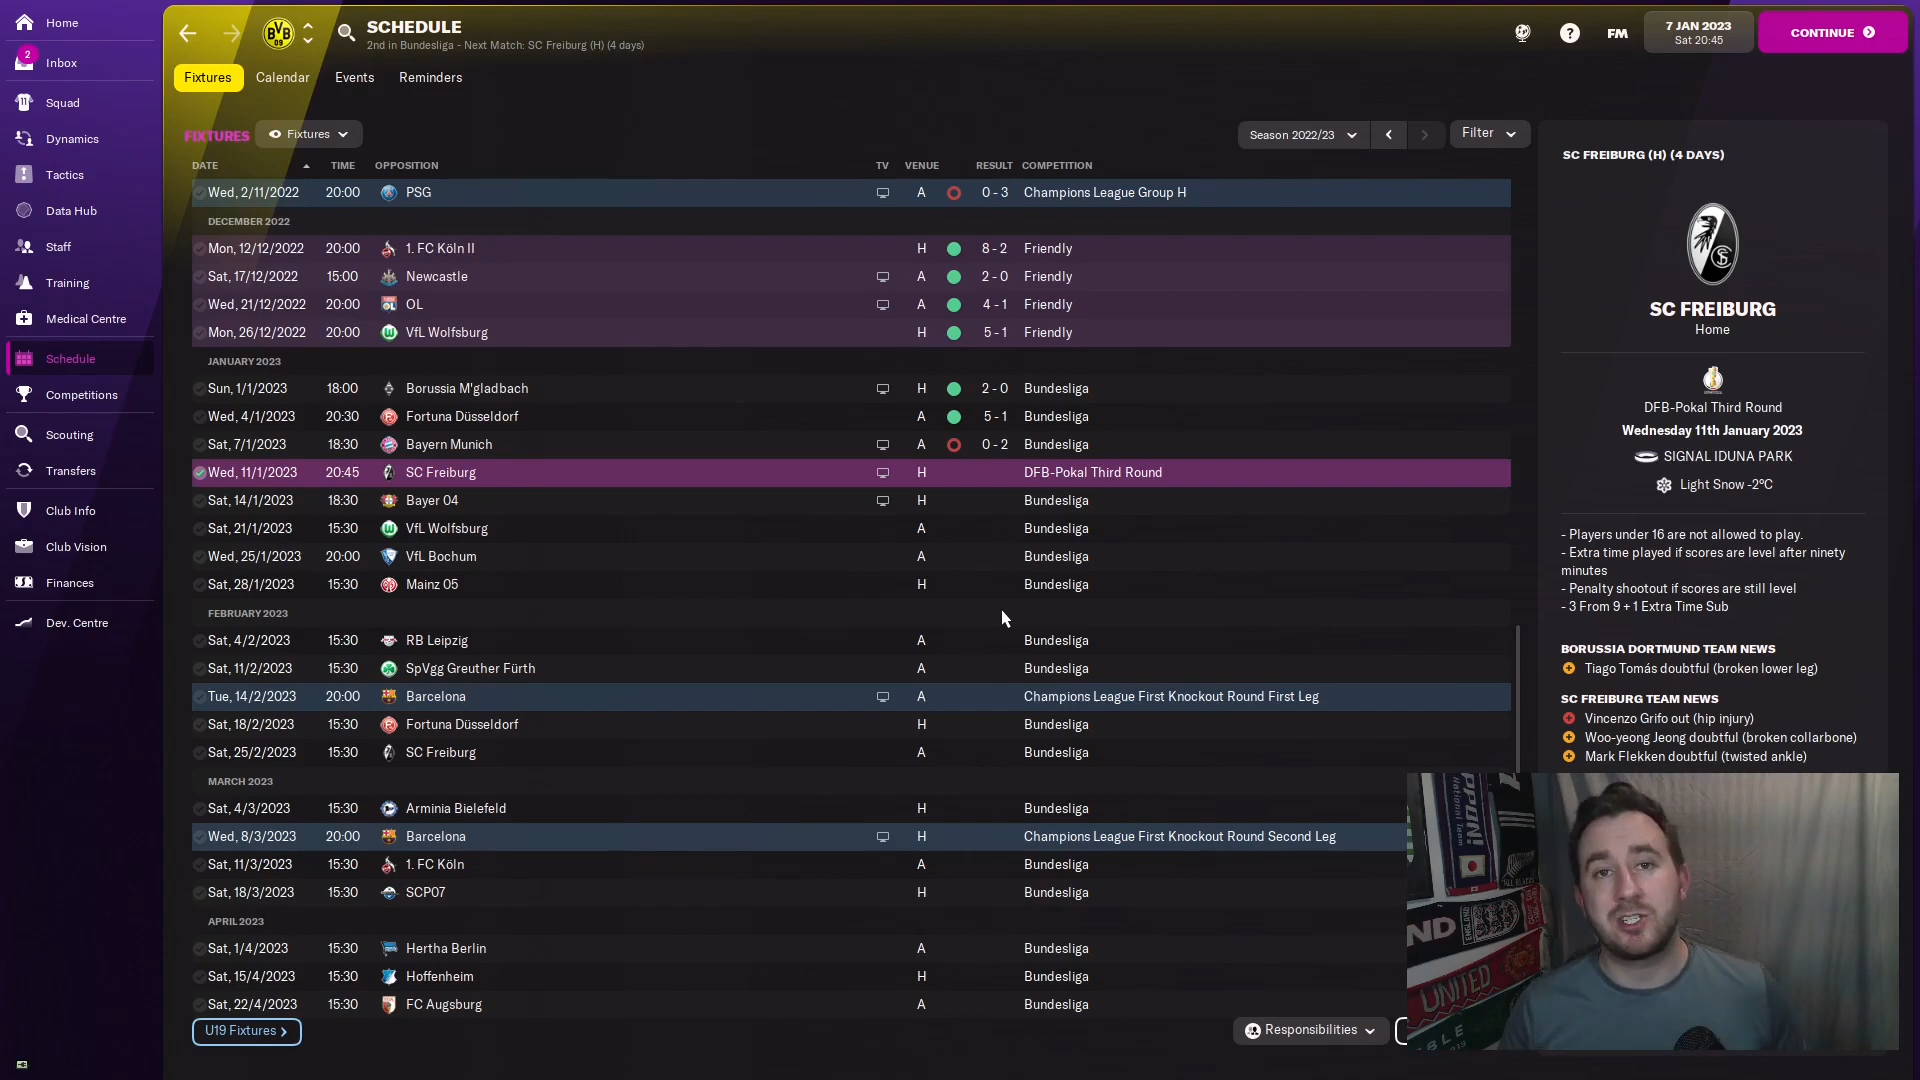 Home
2
Inbox
Squad
Dynamics
Tactics
Data Hub
Staff
Training
Medical Centre
Schedule
Competitions
Scouting
Transfers
Club Info
Club Vision
Finances
Dev. Centre
BVB
09
SCHEDULE
2nd in Bundesliga - Next Match: SC Freiburg (H) (4 days)
?
FM
7 JAN 2023
Sat 20:45
CONTINUE
Fixtures Calendar Events Reminders
FIXTURES Fixtures
Season 2022/23 Filter
DATE TIME OPPOSITION TV VENUE RESULT COMPETITION
Wed, 2/11/2022 20:00 PSG A 0 - 3 Champions League Group H
DECEMBER 2022
Mon, 12/12/2022 20:00 1. FC Köln II H 8 - 2 Friendly
Sat, 17/12/2022 15:00 Newcastle A 2 - 0 Friendly
Wed, 21/12/2022 20:00 OL A 4 - 1 Friendly
Mon, 26/12/2022 20:00 VfL Wolfsburg H 5 - 1 Friendly
JANUARY 2023
Sun, 1/1/2023 18:00 Borussia M'gladbach H 2 - 0 Bundesliga
Wed, 4/1/2023 20:30 Fortuna Düsseldorf A 5 - 1 Bundesliga
Sat, 7/1/2023 18:30 Bayern Munich A 0 - 2 Bundesliga
Wed, 11/1/2023 20:45 SC Freiburg H DFB-Pokal Third Round
Sat, 14/1/2023 18:30 Bayer 04 H Bundesliga
Sat, 21/1/2023 15:30 VfL Wolfsburg A Bundesliga
Wed, 25/1/2023 20:00 VfL Bochum A Bundesliga
Sat, 28/1/2023 15:30 Mainz 05 H Bundesliga
FEBRUARY 2023
Sat, 4/2/2023 15:30 RB Leipzig A Bundesliga
Sat, 11/2/2023 15:30 SpVgg Greuther Fürth A Bundesliga
Tue, 14/2/2023 20:00 Barcelona A Champions League First Knockout Round First Leg
Sat, 18/2/2023 15:30 Fortuna Düsseldorf H Bundesliga
Sat, 25/2/2023 15:30 SC Freiburg A Bundesliga
MARCH 2023
Sat, 4/3/2023 15:30 Arminia Bielefeld H Bundesliga
Wed, 8/3/2023 20:00 Barcelona H Champions League First Knockout Round Second Leg
Sat, 11/3/2023 15:30 1. FC Köln A Bundesliga
Sat, 18/3/2023 15:30 SCP07 H Bundesliga
APRIL 2023
Sat, 1/4/2023 15:30 Hertha Berlin A Bundesliga
Sat, 15/4/2023 15:30 Hoffenheim H Bundesliga
Sat, 22/4/2023 15:30 FC Augsburg A Bundesliga
U19 Fixtures
Responsibilities
SC FREIBURG (H) (4 DAYS)
SC FREIBURG
Home
DFB-Pokal Third Round
Wednesday 11th January 2023
SIGNAL IDUNA PARK
Light Snow -2ºC
- Players under 16 are not allowed to play.
- Extra time played if scores are level after ninety
minutes
- Penalty shootout if scores are still level
- 3 From 9 + 1 Extra Time Sub
BORUSSIA DORTMUND TEAM NEWS
Tiago Tomás doubtful (broken lower leg)
SC FREIBURG TEAM NEWS
Vincenzo Grifo out (hip injury)
Woo-yeong Jeong doubtful (broken collarbone)
Mark Flekken doubtful (twisted ankle)
PPON!
National Team
ALL BLACKS
ND
ENGLAND
UNITED
BLE